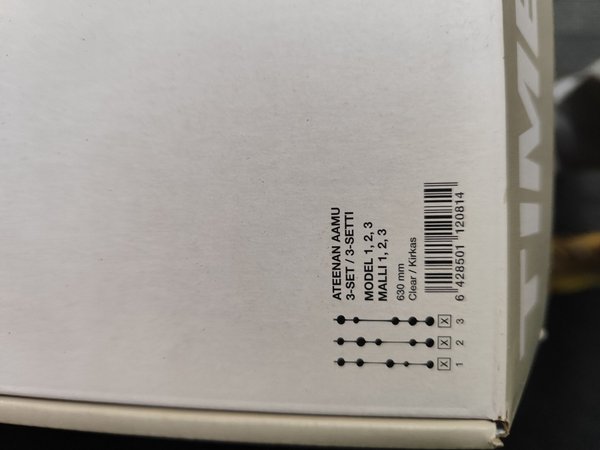 ATEENAN AAMU
3-SET / 3-SETTI
MODEL 1, 2, 3
MALLI 1, 2, 3
630 mm
Clear / Kirkas
6 428501 120814
X X X
1 2 3
TIME